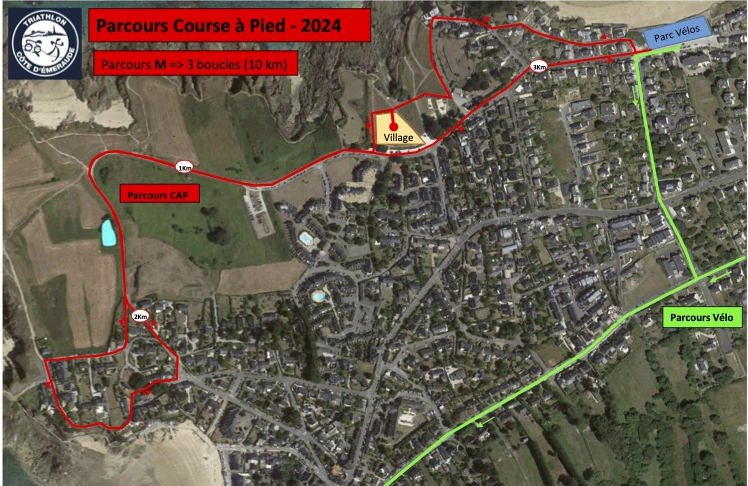 TRIATHLON
CÔTE D'ÉMERAUDE
Parcours Course à Pied - 2024
Parcours M => 3 boucles (10 km)
Parc Vélos
3Km
Village
1Km
Parcours CAP
2Km
Parcours Vélo